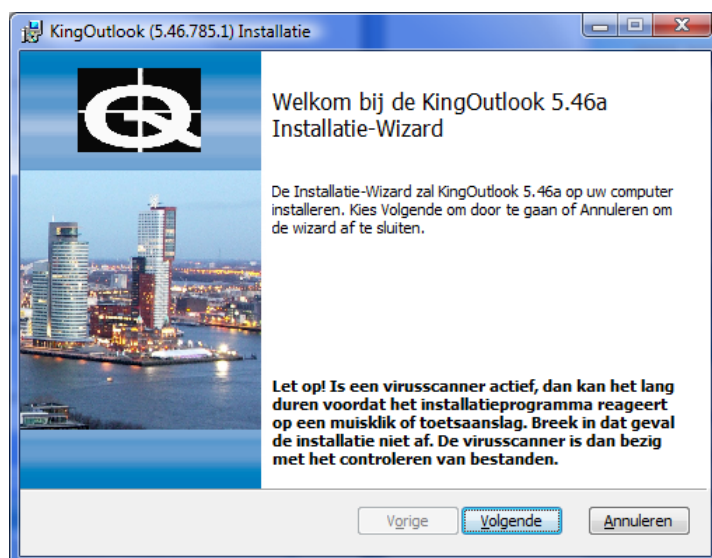 KingOutlook (5.46.785.1) Installatie
Welkom bij de KingOutlook 5.46a
Installatie-Wizard
De Installatie-Wizard zal KingOutlook 5.46a op uw computer
installeren. Kies Volgende om door te gaan of Annuleren om
de wizard af te sluiten.
Let op! Is een virusscanner actief, dan kan het lang
duren voordat het installatieprogramma reageert
op een muisklik of toetsaanslag. Breek in dat geval
de installatie niet af. De virusscanner is dan bezig
met het controleren van bestanden.
Vorige Volgende Annuleren